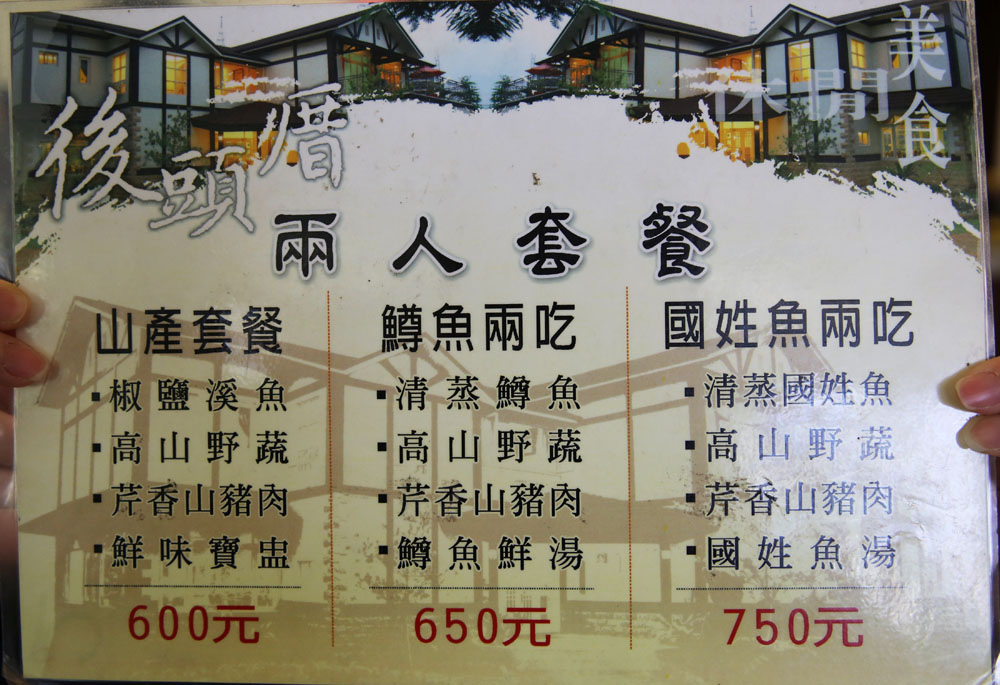 後頭厝
休閒美食
兩人套餐
山產套餐
▪椒鹽溪魚
▪高山野蔬
▪芹香山豬肉
▪鮮味寶盅
600元
鱒魚兩吃
▪清蒸鱒魚
▪高山野蔬
▪芹香山豬肉
▪鱒魚鮮湯
650元
國姓魚兩吃
▪清蒸國姓魚
▪高山野蔬
▪芹香山豬肉
▪國姓魚湯
750元